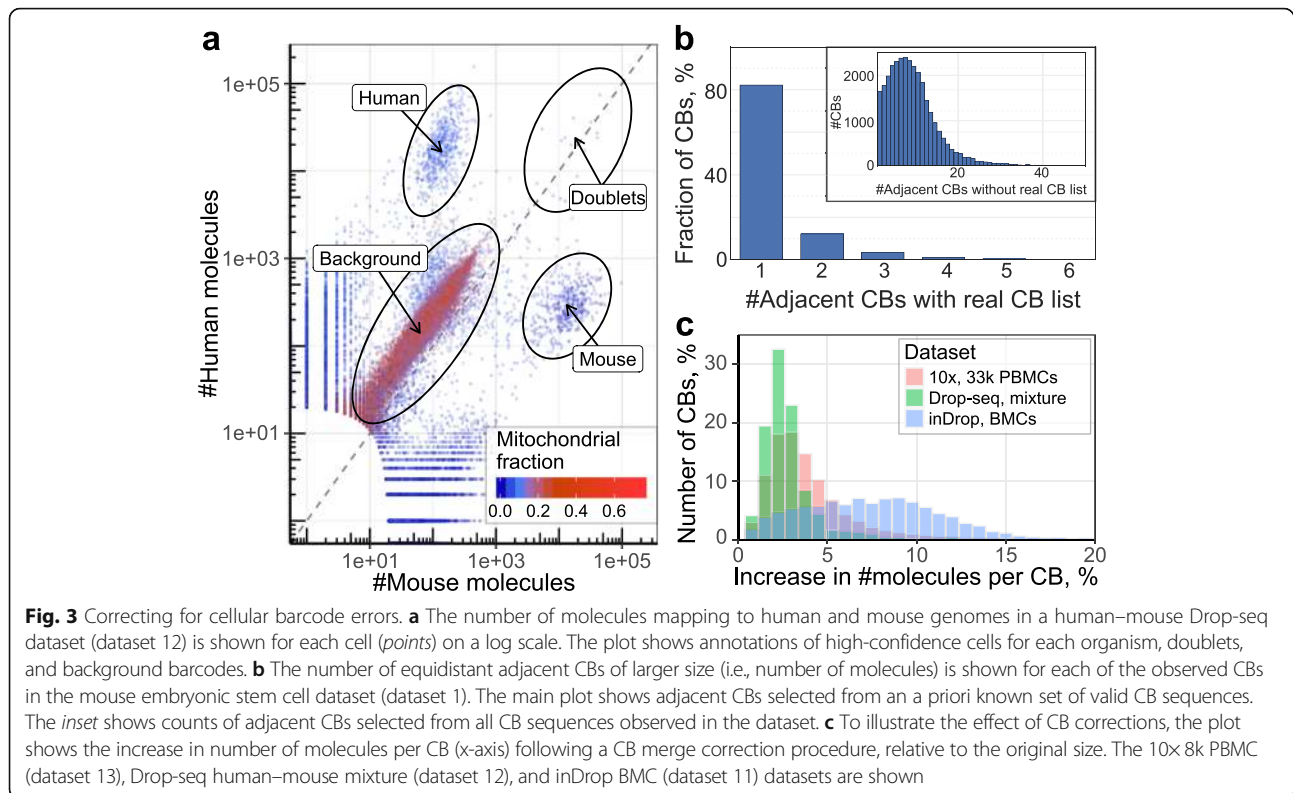 a
#Human molecules
1e+05
1e+03
1e+01
Human
Doublets
Background
Mouse
Mitochondrial
fraction
0.0 0.2 0.4 0.6
1e+01 1e+03 1e+05
#Mouse molecules
b
Fraction of CBs, %
80
40
0
1 2 3 4 5 6
#Adjacent CBs with real CB list
#CBs
2000
1000
0
20 40
#Adjacent CBs without real CB list
c
Number of CBs, %
30
20
10
0
0 5 10 15 20
Increase in #molecules per CB, %
Dataset
10x, 33k PBMCs
Drop-seq, mixture
inDrop, BMCs
Fig. 3 Correcting for cellular barcode errors. a The number of molecules mapping to human and mouse genomes in a human–mouse Drop-seq
dataset (dataset 12) is shown for each cell (points) on a log scale. The plot shows annotations of high-confidence cells for each organism, doublets,
and background barcodes. b The number of equidistant adjacent CBs of larger size (i.e., number of molecules) is shown for each of the observed CBs
in the mouse embryonic stem cell dataset (dataset 1). The main plot shows adjacent CBs selected from an a priori known set of valid CB sequences.
The inset shows counts of adjacent CBs selected from all CB sequences observed in the dataset. c To illustrate the effect of CB corrections, the plot
shows the increase in number of molecules per CB (x-axis) following a CB merge correction procedure, relative to the original size. The 10× 8k PBMC
(dataset 13), Drop-seq human–mouse mixture (dataset 12), and inDrop BMC (dataset 11) datasets are shown